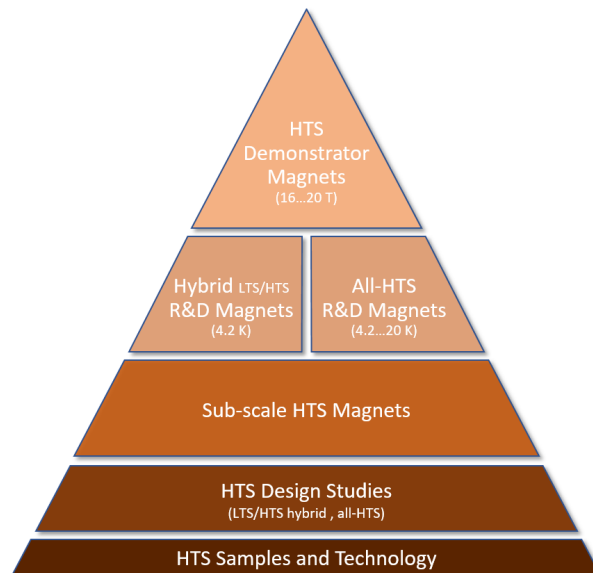 HTS
Demonstrator
Magnets
(16...20 T)
Hybrid LTS/HTS
R&D Magnets
(4.2 K)
All-HTS
R&D Magnets
(4.2...20 K)
Sub-scale HTS Magnets
HTS Design Studies
(LTS/HTS hybrid , all-HTS)
HTS Samples and Technology